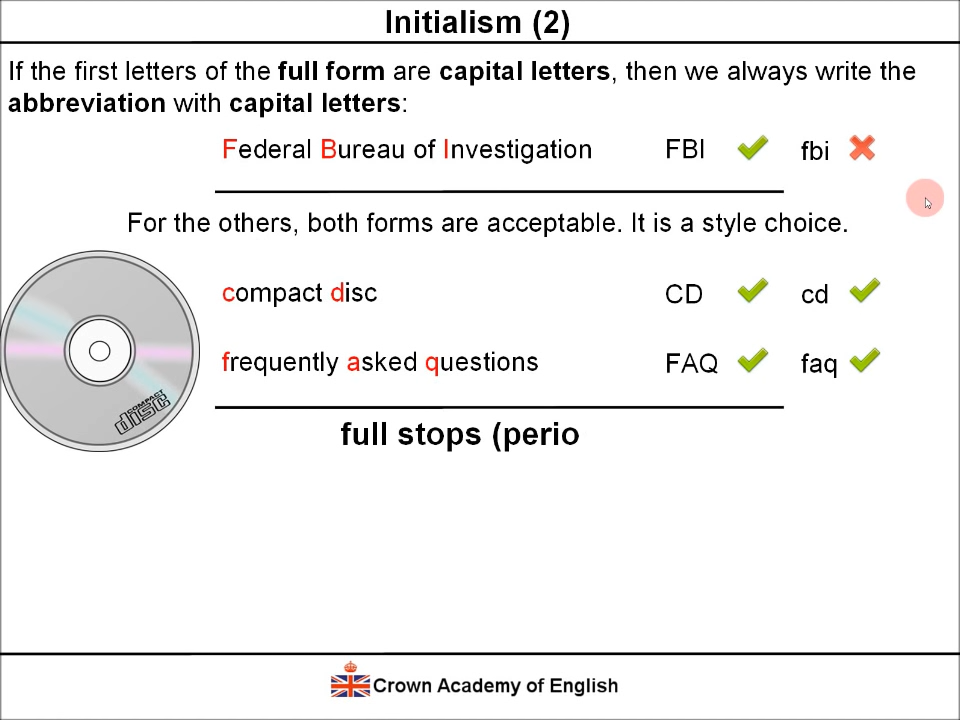 Initialism (2)
If the first letters of the full form are capital letters, then we always write the
abbreviation with capital letters:
Federal Bureau of Investigation FBI fbi
For the others, both forms are acceptable. It is a style choice.
compact disc CD cd
frequently asked questions FAQ faq
COMPACT
disc
full stops (perio
Crown Academy of English